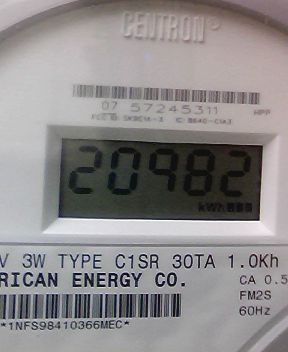 CENTRON®
07 57245311 HPP
20982
kWh
V 3W TYPE C1SR 30TA 1.0Kh
RICAN ENERGY CO. CA 0.5
FM2S
60Hz
*1NFS98410366MEC*